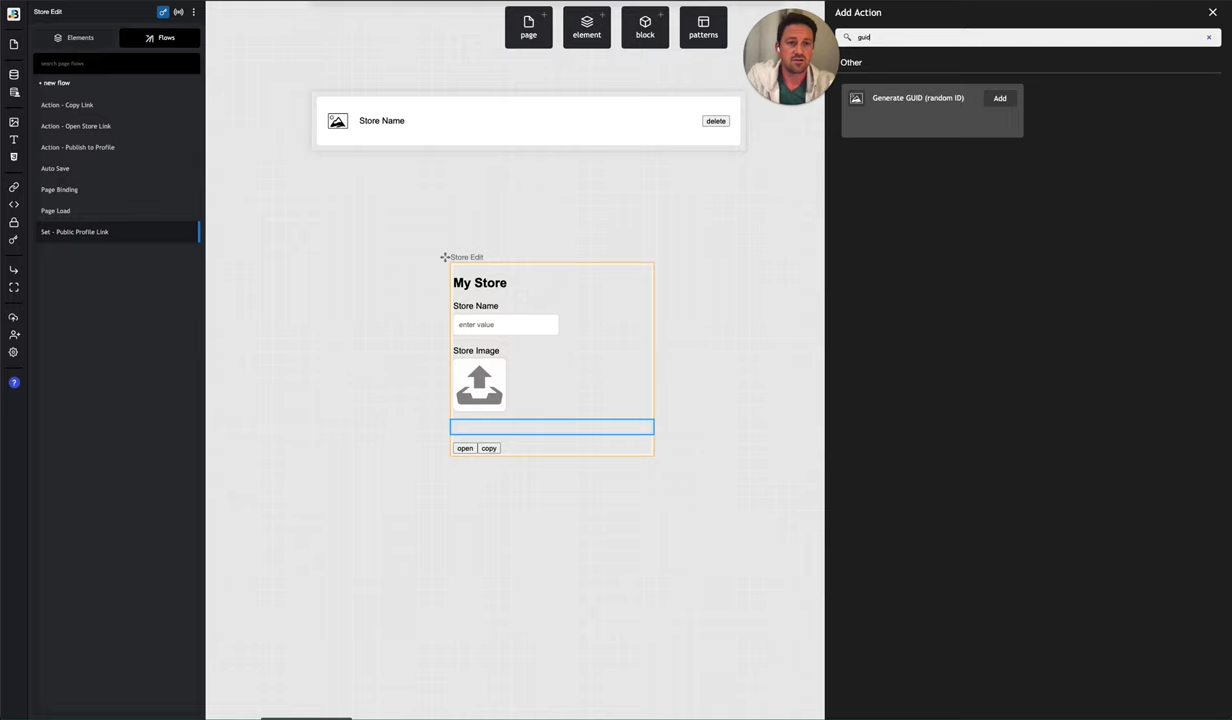 Store Edit
Elements
Flows
search page flows
+ new flow
Action - Copy Link
Action - Open Store Link
Action - Publish to Profile
Auto Save
Page Binding
Page Load
Set - Public Profile Link
?
page
element
block
patterns
Store Name
delete
Store Edit
My Store
Store Name
enter value
Store Image
open
copy
Add Action
guid
Other
Generate GUID (random ID)
Add